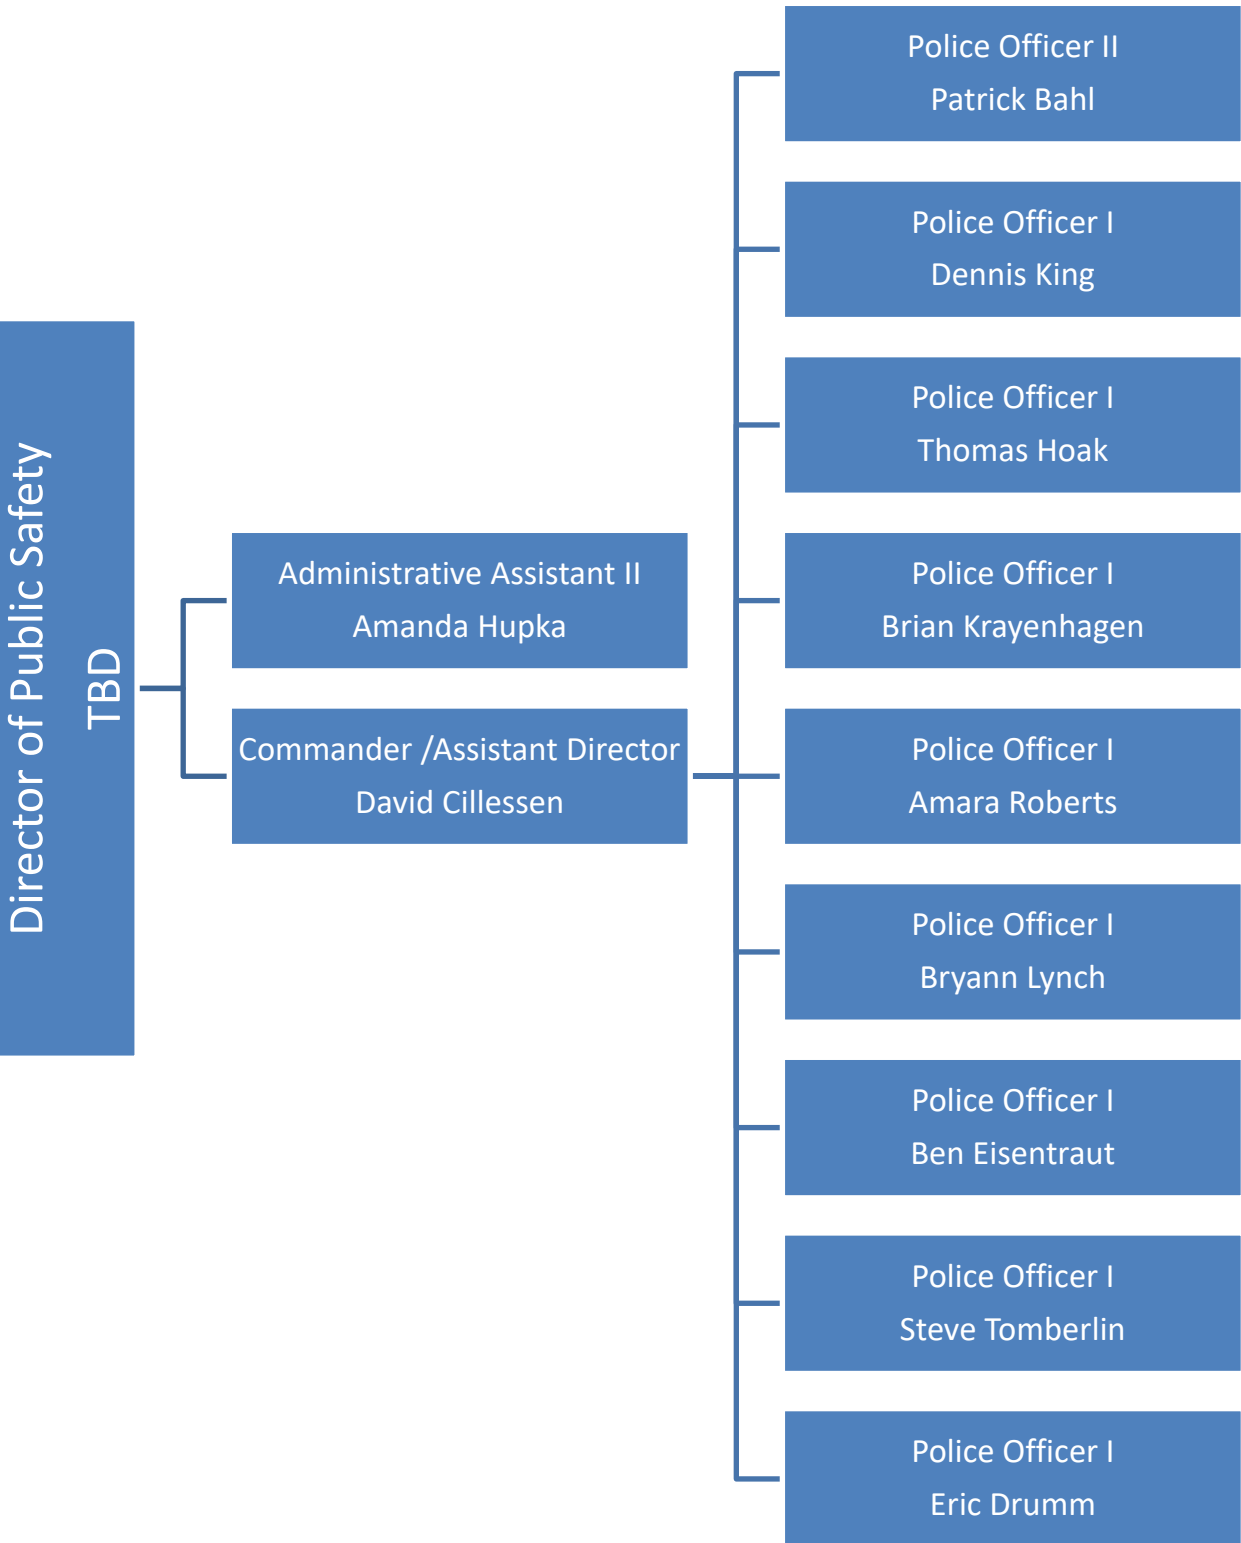 Director of Public Safety
TBD
Administrative Assistant II
Amanda Hupka
Commander /Assistant Director
David Cillessen
Police Officer II
Patrick Bahl
Police Officer I
Dennis King
Police Officer I
Thomas Hoak
Police Officer I
Brian Krayenhagen
Police Officer I
Amara Roberts
Police Officer I
Bryann Lynch
Police Officer I
Ben Eisentraut
Police Officer I
Steve Tomberlin
Police Officer I
Eric Drumm